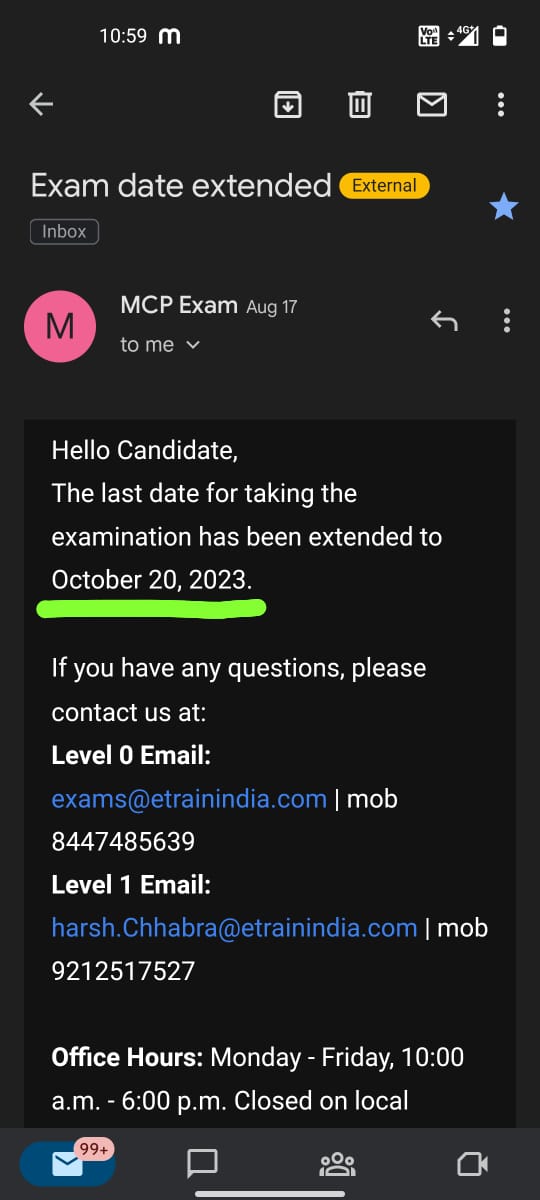 10:59
VoD LTE 4G+
Exam date extended External
Inbox
M
MCP Exam Aug 17
to me
Hello Candidate,
The last date for taking the
examination has been extended to
October 20, 2023.
If you have any questions, please
contact us at:
Level 0 Email:
exams@etrainindia.com | mob
8447485639
Level 1 Email:
harsh.Chhabra@etrainindia.com | mob
9212517527
Office Hours: Monday - Friday, 10:00
a.m. - 6:00 p.m. Closed on local
99+